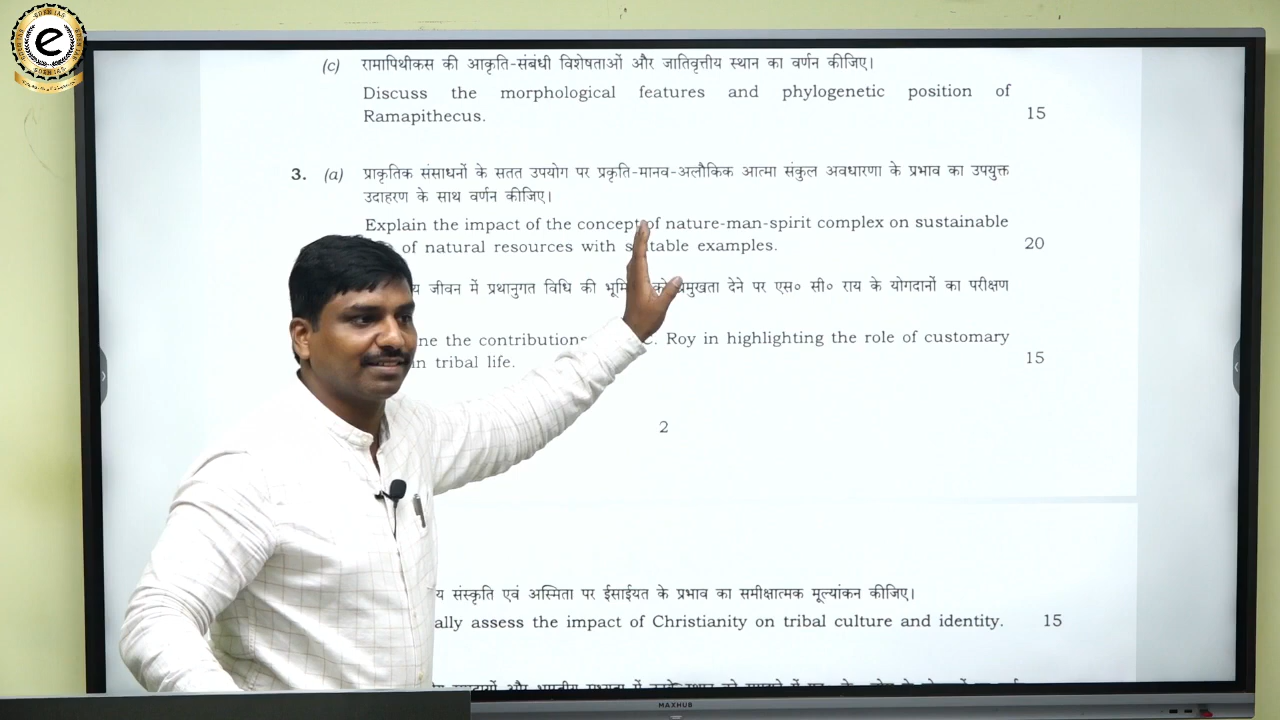 e
(c) रामापिथीकस की आकृति-संबंधी विशेषताओं और जातिवृत्तीय स्थान का वर्णन कीजिए।
Discuss the morphological features and phylogenetic position of
Ramapithecus. 15
3. (a) प्राकृतिक संसाधनों के सतत उपयोग पर प्रकृति-मानव-अलौकिक आत्मा संकुल अवधारणा के प्रभाव का उपयुक्त
उदाहरण के साथ वर्णन कीजिए।
Explain the impact of the concept of nature-man-spirit complex on sustainable
of natural resources with examples. 20
जीवन में प्रथानुगत विधि की को प्रमुखता देने पर एस० सी० राय के योगदानों का परीक्षण
the contributions C. Roy in highlighting the role of customary
in tribal life. 15
2
संस्कृति एवं अस्मिता पर ईसाईयत के प्रभाव का समीक्षात्मक मूल्यांकन कीजिए।
ally assess the impact of Christianity on tribal culture and identity. 15
MAXHUB